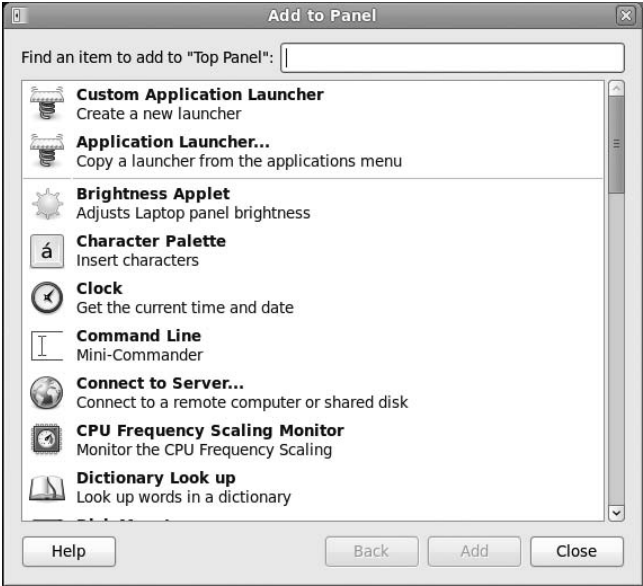 Add to Panel
Find an item to add to "Top Panel":
Custom Application Launcher
Create a new launcher
Application Launcher...
Copy a launcher from the applications menu
Brightness Applet
Adjusts Laptop panel brightness
á
Character Palette
Insert characters
Clock
Get the current time and date
Command Line
Mini-Commander
Connect to Server...
Connect to a remote computer or shared disk
CPU Frequency Scaling Monitor
Monitor the CPU Frequency Scaling
Dictionary Look up
Look up words in a dictionary
Help
Back
Add
Close